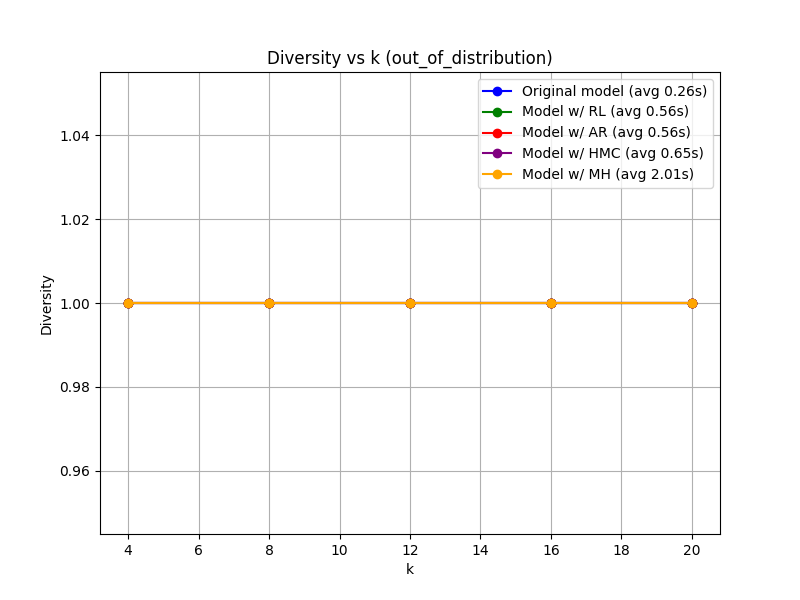 Diversity vs k (out_of_distribution)
Original model (avg 0.26s)
Model w/ RL (avg 0.56s)
Model w/ AR (avg 0.56s)
Model w/ HMC (avg 0.65s)
Model w/ MH (avg 2.01s)
Diversity
1.04
1.02
1.00
0.98
0.96
4 6 8 10 12 14 16 18 20
k